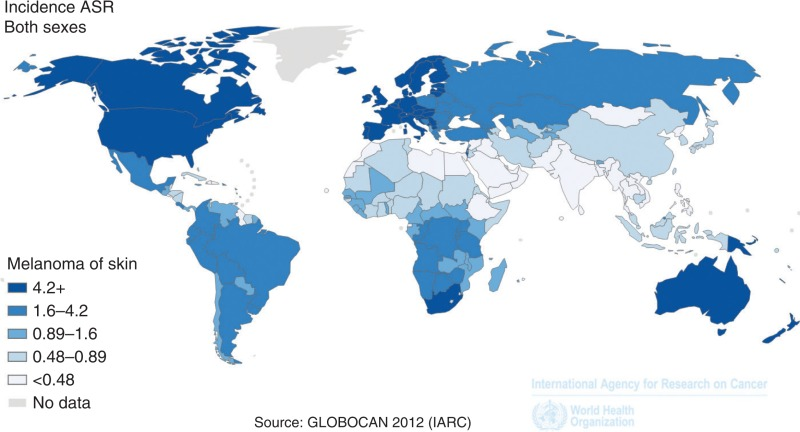 Incidence ASR
Both sexes
Melanoma of skin
4.2+
1.6–4.2
0.89–1.6
0.48–0.89
<0.48
No data
International Agency for Research on Cancer
World Health
Organization
Source: GLOBOCAN 2012 (IARC)